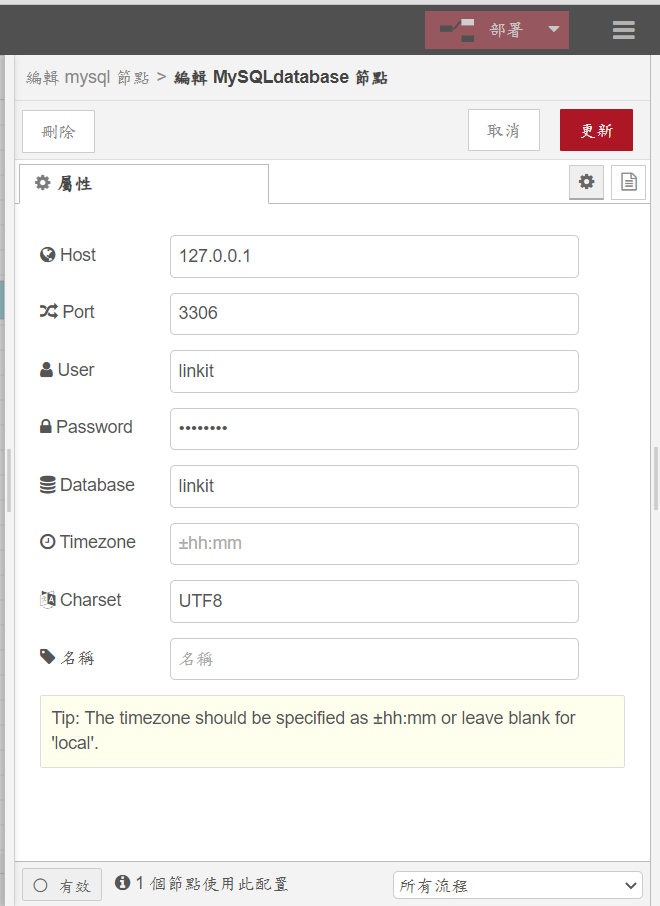 部署
編輯 mysql 節點 > 編輯 MySQLdatabase 節點
刪除 取消 更新
屬性
Host 127.0.0.1
Port 3306
User linkit
Password ••••••••
Database linkit
Timezone ±hh:mm
Charset UTF8
名稱 名稱
Tip: The timezone should be specified as ±hh:mm or leave blank for
'local'.
有效 1 個節點使用此配置 所有流程